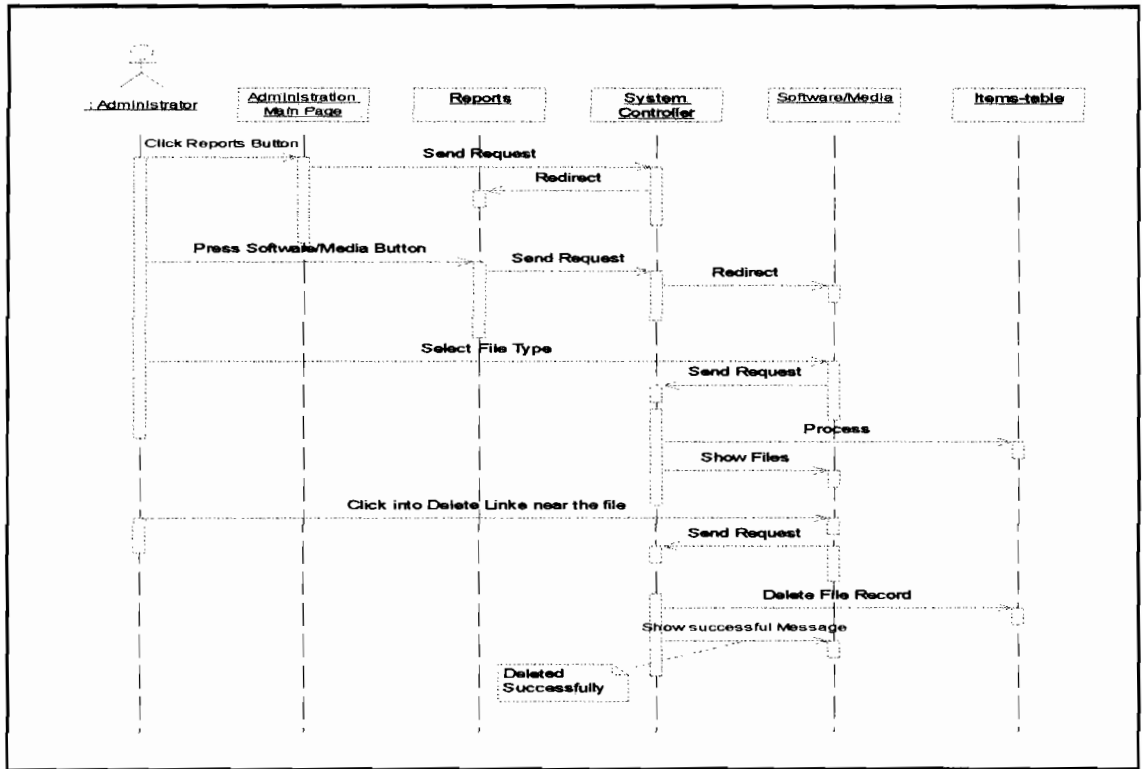 : Administrator
Administration
Main Page
Reports
System
Controller
Software/Media
Items-table
Click Reports Button
Send Request
Redirect
Press Software/Media Button
Send Request
Redirect
Select File Type
Send Request
Process
Show Files
Click into Delete Links near the file
Send Request
Delete File Record
Show successful Message
Deleted
Successfully